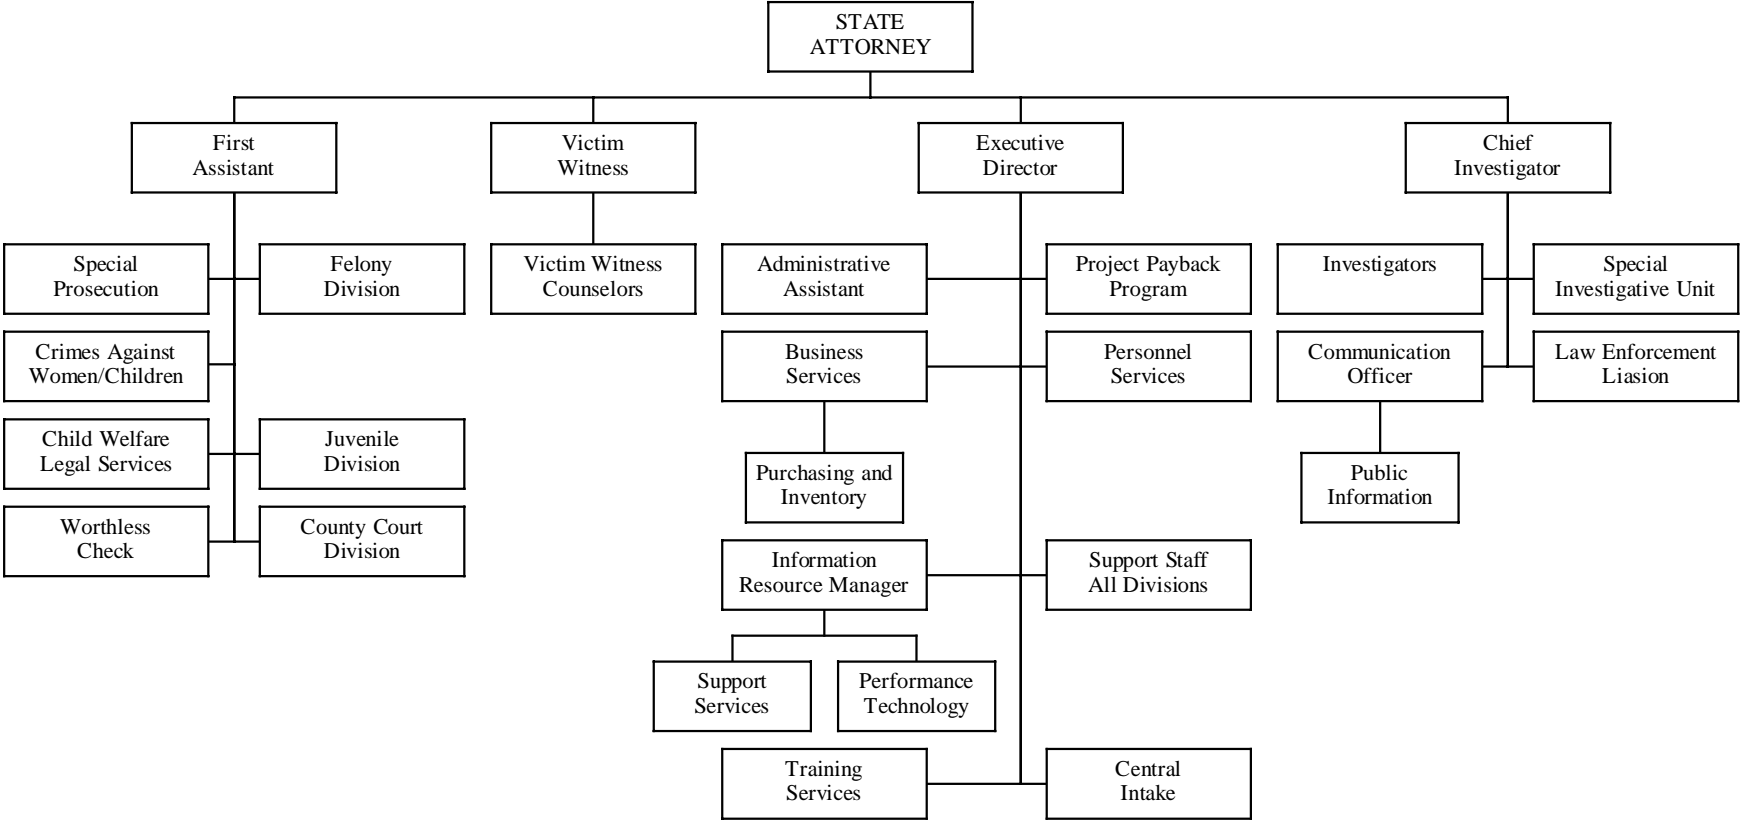 STATE
ATTORNEY
First
Assistant
Victim
Witness
Executive
Director
Chief
Investigator
Special
Prosecution
Felony
Division
Victim Witness
Counselors
Administrative
Assistant
Project Payback
Program
Investigators
Special
Investigative Unit
Crimes Against
Women/Children
Business
Services
Personnel
Services
Communication
Officer
Law Enforcement
Liasion
Child Welfare
Legal Services
Juvenile
Division
Purchasing and
Inventory
Public
Information
Worthless
Check
County Court
Division
Information
Resource Manager
Support Staff
All Divisions
Support
Services
Performance
Technology
Training
Services
Central
Intake